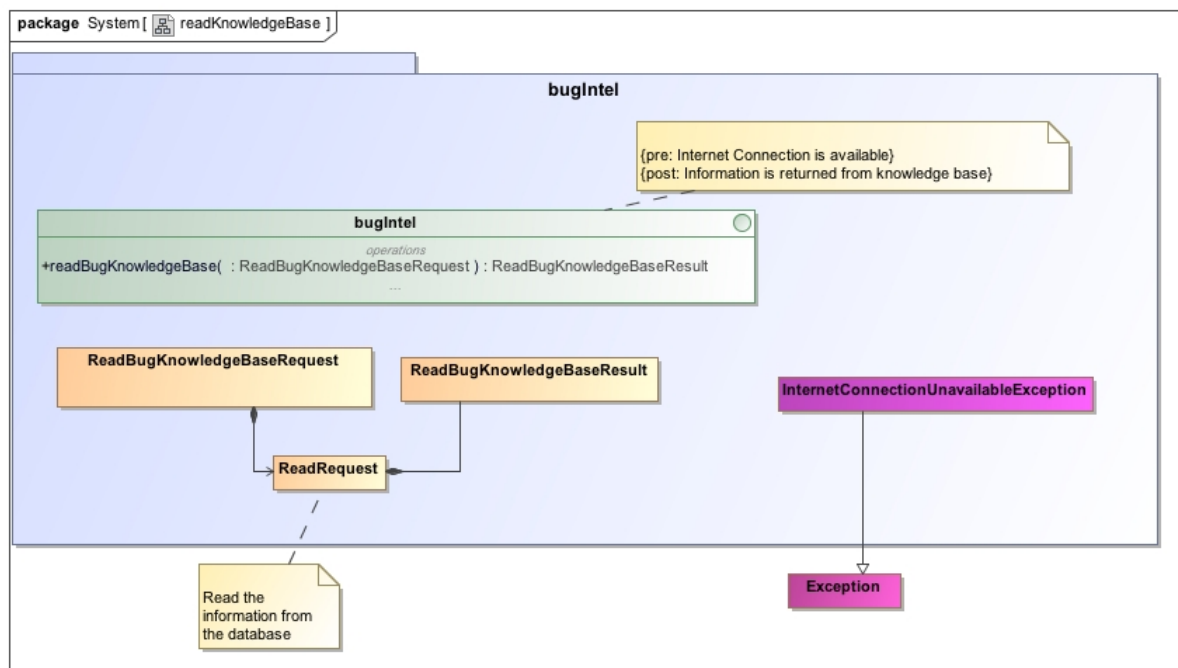 package System [ readKnowledgeBase ]
bugIntel
{pre: Internet Connection is available}
{post: Information is returned from knowledge base}
bugIntel
operations
+readBugKnowledgeBase( : ReadBugKnowledgeBaseRequest ) : ReadBugKnowledgeBaseResult
...
ReadBugKnowledgeBaseRequest
ReadBugKnowledgeBaseResult
InternetConnectionUnavailableException
ReadRequest
Exception
Read the
information from
the database